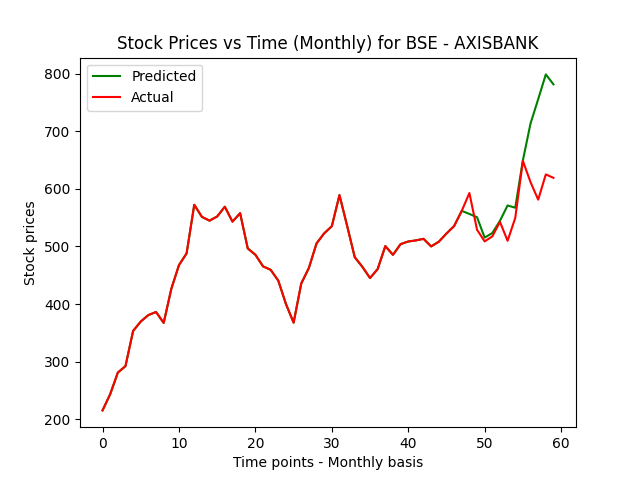 Stock Prices vs Time (Monthly) for BSE - AXISBANK
Predicted
Actual
Stock prices
800
700
600
500
400
300
200
0 10 20 30 40 50 60
Time points - Monthly basis